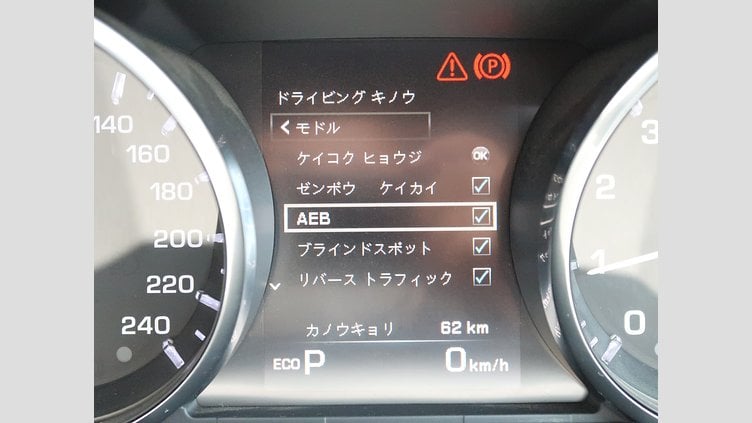 ドライビング キノウ
モドル
ケイコク ヒョウジ OK
ゼンポウ ケイカイ
AEB
ブラインドスポット
リバース トラフィック
カノウキョリ 62 km
ECO P 0 km/h
P
140
160
180
200
220
240
3
2
1
0